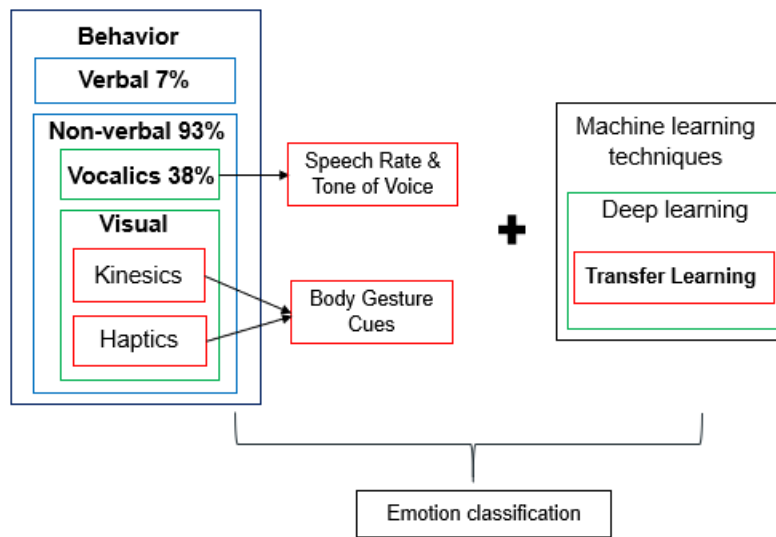 Behavior
Verbal 7%
Non-verbal 93%
Vocalics 38%
Visual
Kinesics
Haptics
Speech Rate &
Tone of Voice
Body Gesture
Cues
+
Machine learning
techniques
Deep learning
Transfer Learning
Emotion classification